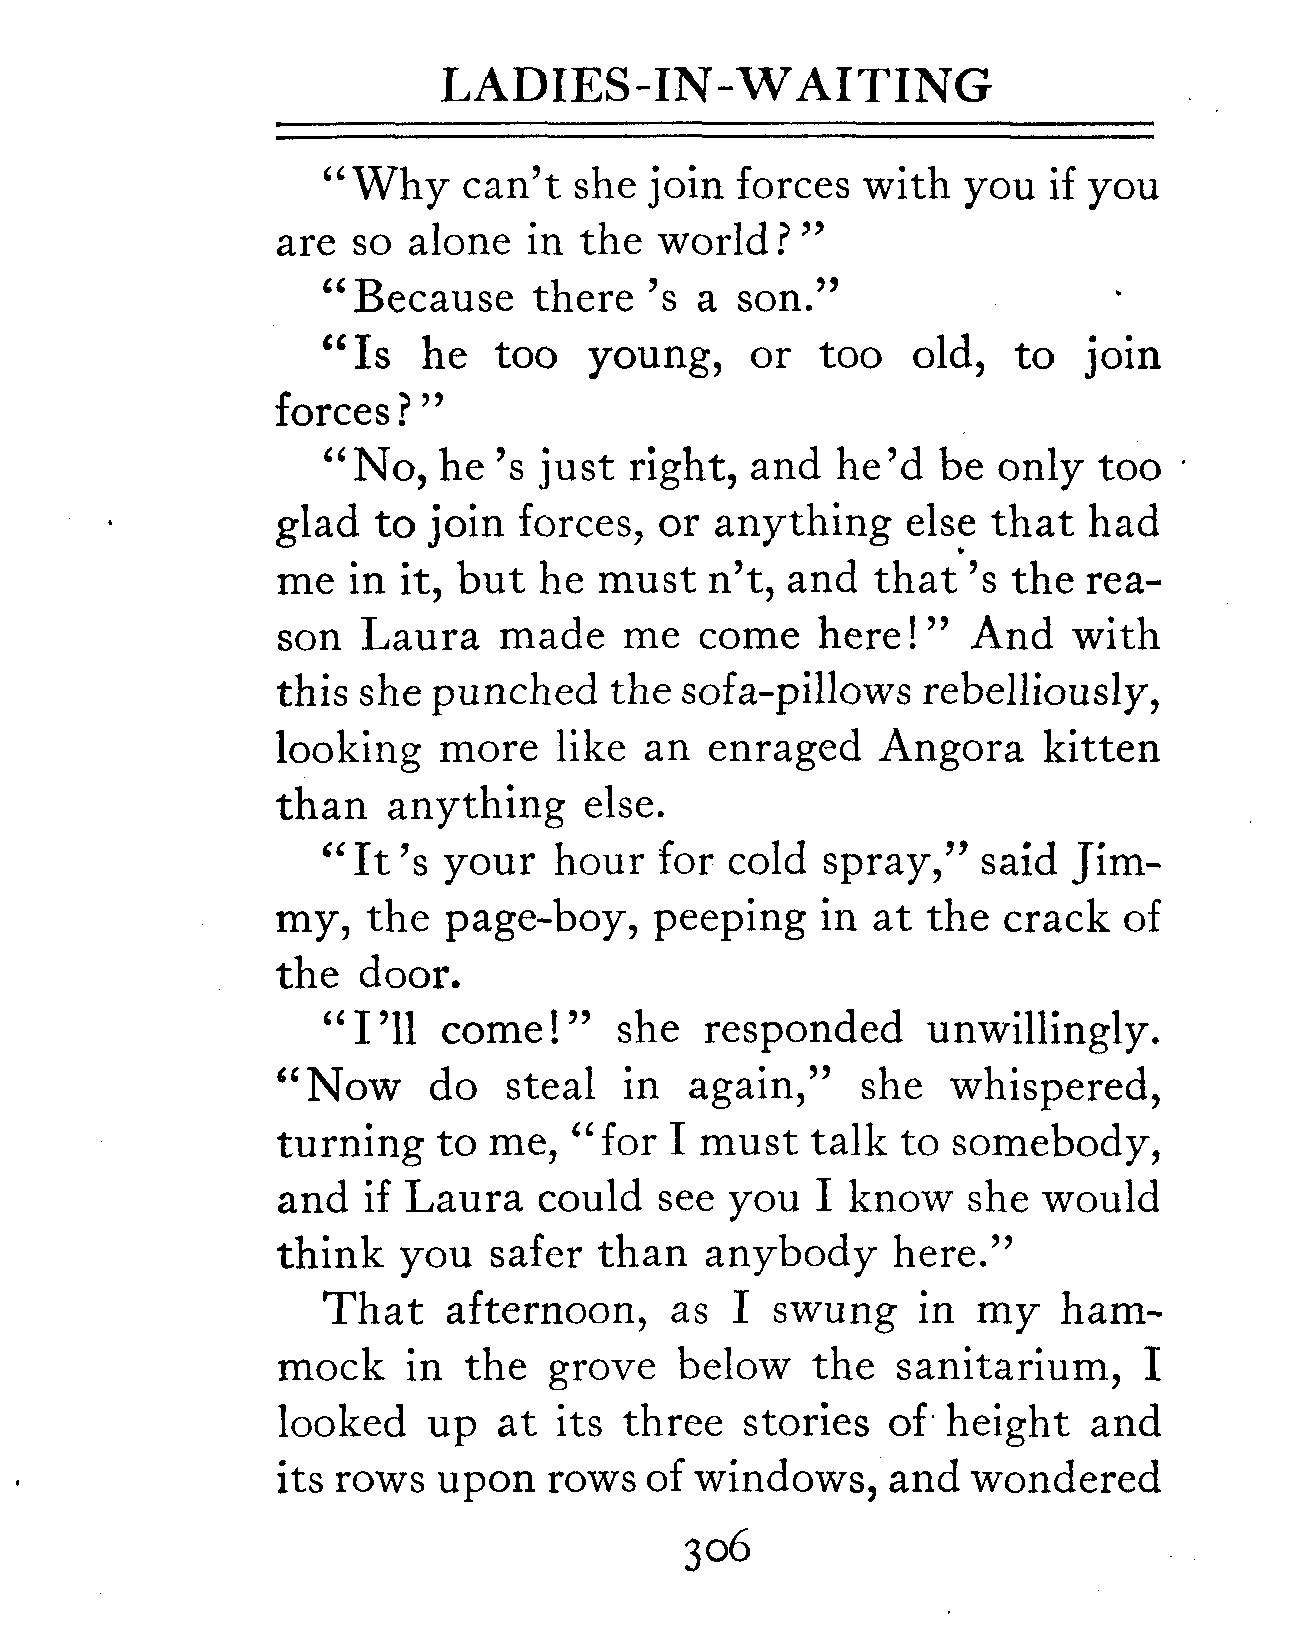 LADIES-IN-WAITING
“Why can’t she join forces with you if you
are so alone in the world?”
“Because there ’s a son.”
“Is he too young, or too old, to join
forces?”
“No, he ’s just right, and he’d be only too
glad to join forces, or anything else that had
me in it, but he must n’t, and that ’s the rea-
son Laura made me come here!” And with
this she punched the sofa-pillows rebelliously,
looking more like an enraged Angora kitten
than anything else.
“It ’s your hour for cold spray,” said Jim-
my, the page-boy, peeping in at the crack of
the door.
“I ’ll come!” she responded unwillingly.
“Now do steal in again,” she whispered,
turning to me, “for I must talk to somebody,
and if Laura could see you I know she would
think you safer than anybody here.”
That afternoon, as I swung in my ham-
mock in the grove below the sanitarium, I
looked up at its three stories of height and
its rows upon rows of windows, and wondered
306